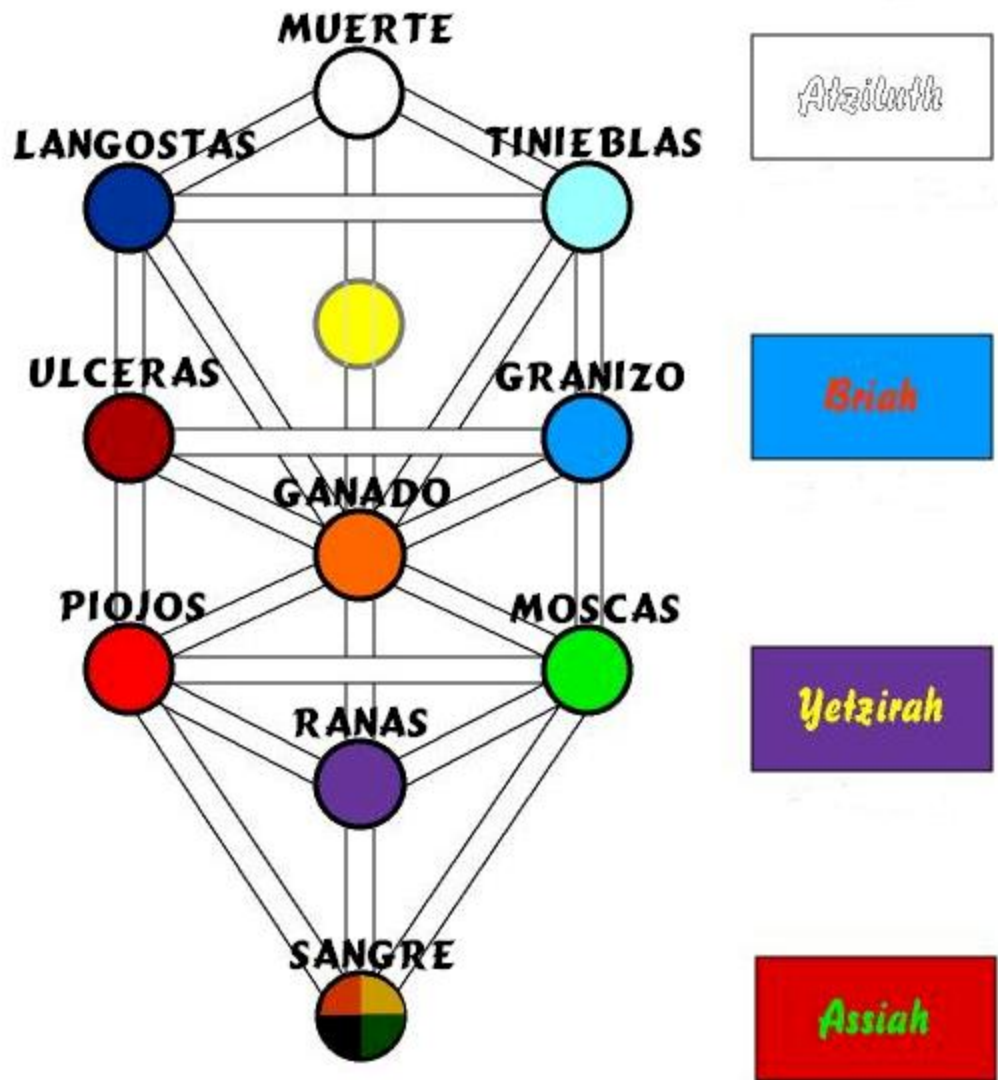 MUERTE
LANGOSTAS
TINIEBLAS
ULCERAS
GRANIZO
GANADO
PIOJOS
MOSCAS
RANAS
SANGRE
Atziluth
Briah
Yetzirah
Assiah